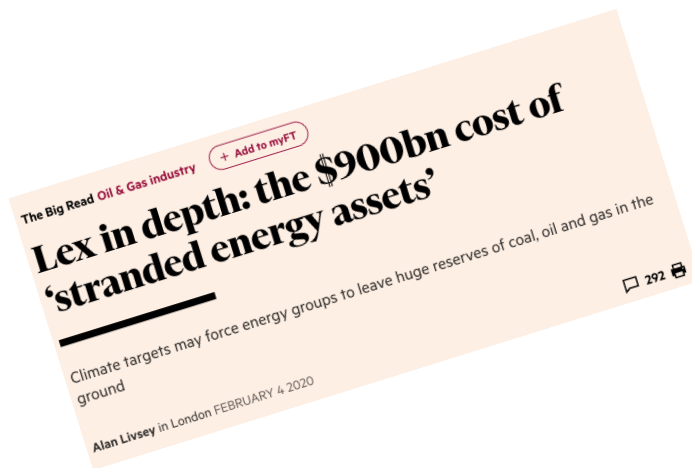 The Big Read Oil & Gas industry + Add to myFT
Lex in depth: the $900bn cost of
‘stranded energy assets’
Climate targets may force energy groups to leave huge reserves of coal, oil and gas in the
ground
Alan Livsey in London FEBRUARY 4 2020
292